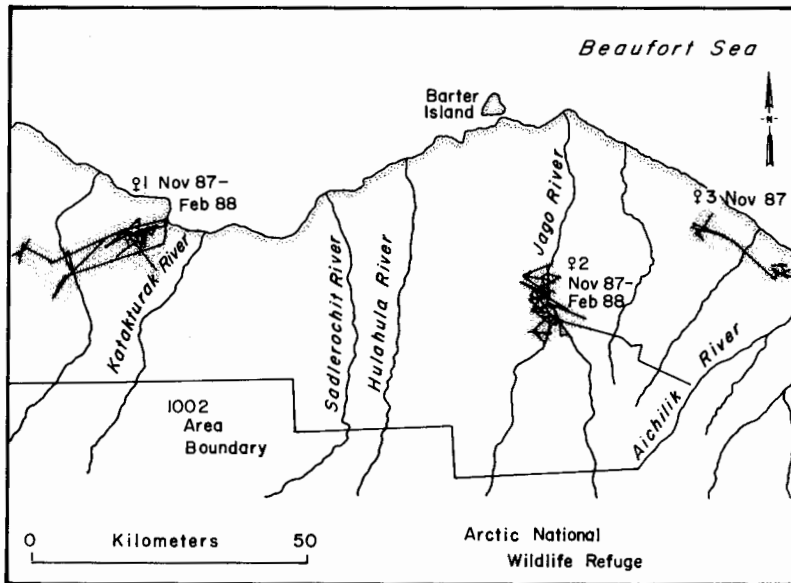 Beaufort Sea
Barter
Island
N
♀1 Nov 87–
Feb 88
♀3 Nov 87
Jago River
♀2
Nov 87–
Feb 88
Katakturak River
Sadlerochit River
Hulahula River
Aichilik River
1002
Area
Boundary
0 Kilometers 50
Arctic National
Wildlife Refuge